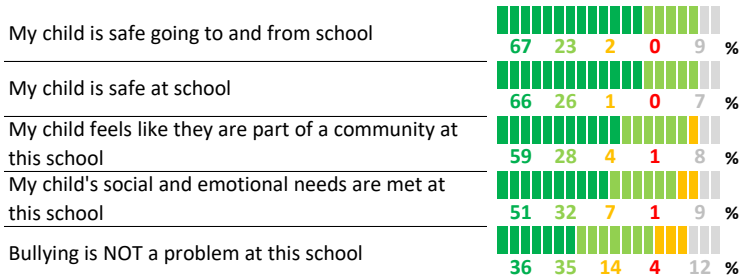 My child is safe going to and from school
67 23 2 0 9 %
My child is safe at school
66 26 1 0 7 %
My child feels like they are part of a community at
this school
59 28 4 1 8 %
My child's social and emotional needs are met at
this school
51 32 7 1 9 %
Bullying is NOT a problem at this school
36 35 14 4 12 %